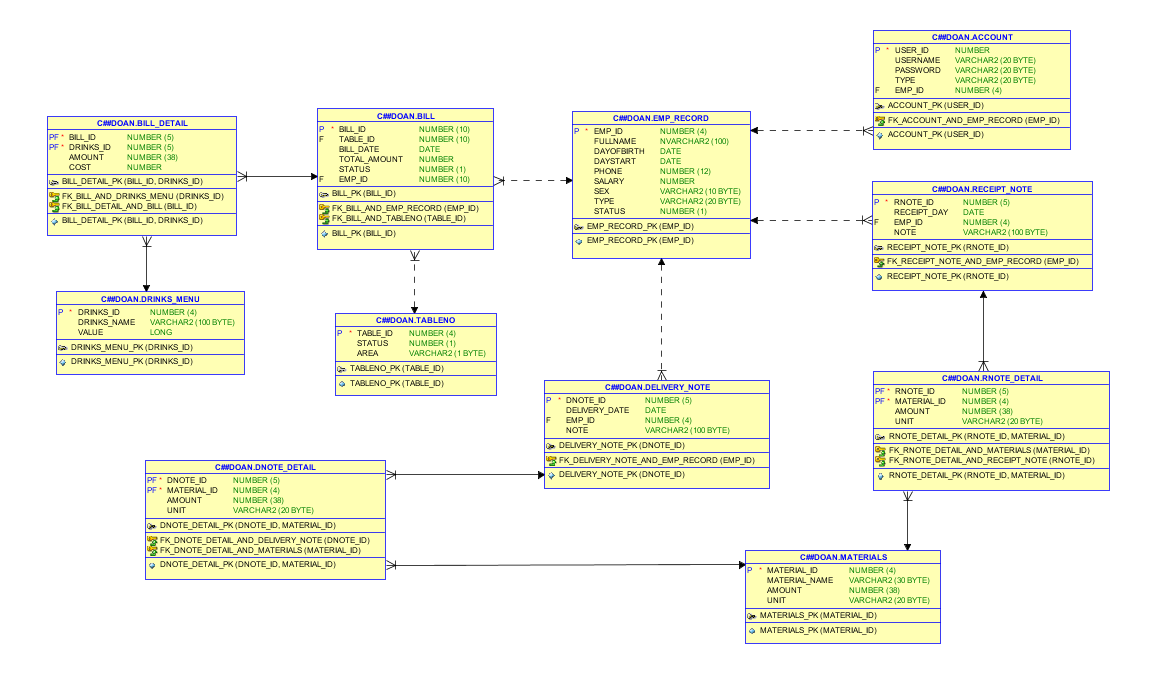 C##DOAN.ACCOUNT
P * USER_ID NUMBER
USERNAME VARCHAR2 (20 BYTE)
PASSWORD VARCHAR2 (20 BYTE)
TYPE VARCHAR2 (20 BYTE)
F EMP_ID NUMBER (4)
ACCOUNT_PK (USER_ID)
FK_ACCOUNT_AND_EMP_RECORD (EMP_ID)
ACCOUNT_PK (USER_ID)
C##DOAN.BILL_DETAIL
PF * BILL_ID NUMBER (5)
PF * DRINKS_ID NUMBER (5)
AMOUNT NUMBER (38)
COST NUMBER
BILL_DETAIL_PK (BILL_ID, DRINKS_ID)
FK_BILL_AND_DRINKS_MENU (DRINKS_ID)
FK_BILL_DETAIL_AND_BILL (BILL_ID)
BILL_DETAIL_PK (BILL_ID, DRINKS_ID)
C##DOAN.BILL
P * BILL_ID NUMBER (10)
F TABLE_ID NUMBER (10)
BILL_DATE DATE
TOTAL_AMOUNT NUMBER
STATUS NUMBER (1)
F EMP_ID NUMBER (10)
BILL_PK (BILL_ID)
FK_BILL_AND_EMP_RECORD (EMP_ID)
FK_BILL_AND_TABLENO (TABLE_ID)
BILL_PK (BILL_ID)
C##DOAN.EMP_RECORD
P * EMP_ID NUMBER (4)
FULLNAME NVARCHAR2 (100)
DAYOFBIRTH DATE
DAYSTART DATE
PHONE NUMBER (12)
SALARY NUMBER
SEX VARCHAR2 (10 BYTE)
TYPE VARCHAR2 (20 BYTE)
STATUS NUMBER (1)
EMP_RECORD_PK (EMP_ID)
EMP_RECORD_PK (EMP_ID)
C##DOAN.RECEIPT_NOTE
P * RNOTE_ID NUMBER (5)
RECEIPT_DAY DATE
F EMP_ID NUMBER (4)
NOTE VARCHAR2 (100 BYTE)
RECEIPT_NOTE_PK (RNOTE_ID)
FK_RECEIPT_NOTE_AND_EMP_RECORD (EMP_ID)
RECEIPT_NOTE_PK (RNOTE_ID)
C##DOAN.DRINKS_MENU
P * DRINKS_ID NUMBER (4)
DRINKS_NAME VARCHAR2 (100 BYTE)
VALUE LONG
DRINKS_MENU_PK (DRINKS_ID)
DRINKS_MENU_PK (DRINKS_ID)
C##DOAN.TABLENO
P * TABLE_ID NUMBER (4)
STATUS NUMBER (1)
AREA VARCHAR2 (1 BYTE)
TABLENO_PK (TABLE_ID)
TABLENO_PK (TABLE_ID)
C##DOAN.DELIVERY_NOTE
P * DNOTE_ID NUMBER (5)
DELIVERY_DATE DATE
F EMP_ID NUMBER (4)
NOTE VARCHAR2 (100 BYTE)
DELIVERY_NOTE_PK (DNOTE_ID)
FK_DELIVERY_NOTE_AND_EMP_RECORD (EMP_ID)
DELIVERY_NOTE_PK (DNOTE_ID)
C##DOAN.RNOTE_DETAIL
PF * RNOTE_ID NUMBER (5)
PF * MATERIAL_ID NUMBER (4)
AMOUNT NUMBER (38)
UNIT VARCHAR2 (20 BYTE)
RNOTE_DETAIL_PK (RNOTE_ID, MATERIAL_ID)
FK_RNOTE_DETAIL_AND_MATERIALS (MATERIAL_ID)
FK_RNOTE_DETAIL_AND_RECEIPT_NOTE (RNOTE_ID)
RNOTE_DETAIL_PK (RNOTE_ID, MATERIAL_ID)
C##DOAN.DNOTE_DETAIL
PF * DNOTE_ID NUMBER (5)
PF * MATERIAL_ID NUMBER (4)
AMOUNT NUMBER (38)
UNIT VARCHAR2 (20 BYTE)
DNOTE_DETAIL_PK (DNOTE_ID, MATERIAL_ID)
FK_DNOTE_DETAIL_AND_DELIVERY_NOTE (DNOTE_ID)
FK_DNOTE_DETAIL_AND_MATERIALS (MATERIAL_ID)
DNOTE_DETAIL_PK (DNOTE_ID, MATERIAL_ID)
C##DOAN.MATERIALS
P * MATERIAL_ID NUMBER (4)
MATERIAL_NAME VARCHAR2 (30 BYTE)
AMOUNT NUMBER (38)
UNIT VARCHAR2 (20 BYTE)
MATERIALS_PK (MATERIAL_ID)
MATERIALS_PK (MATERIAL_ID)